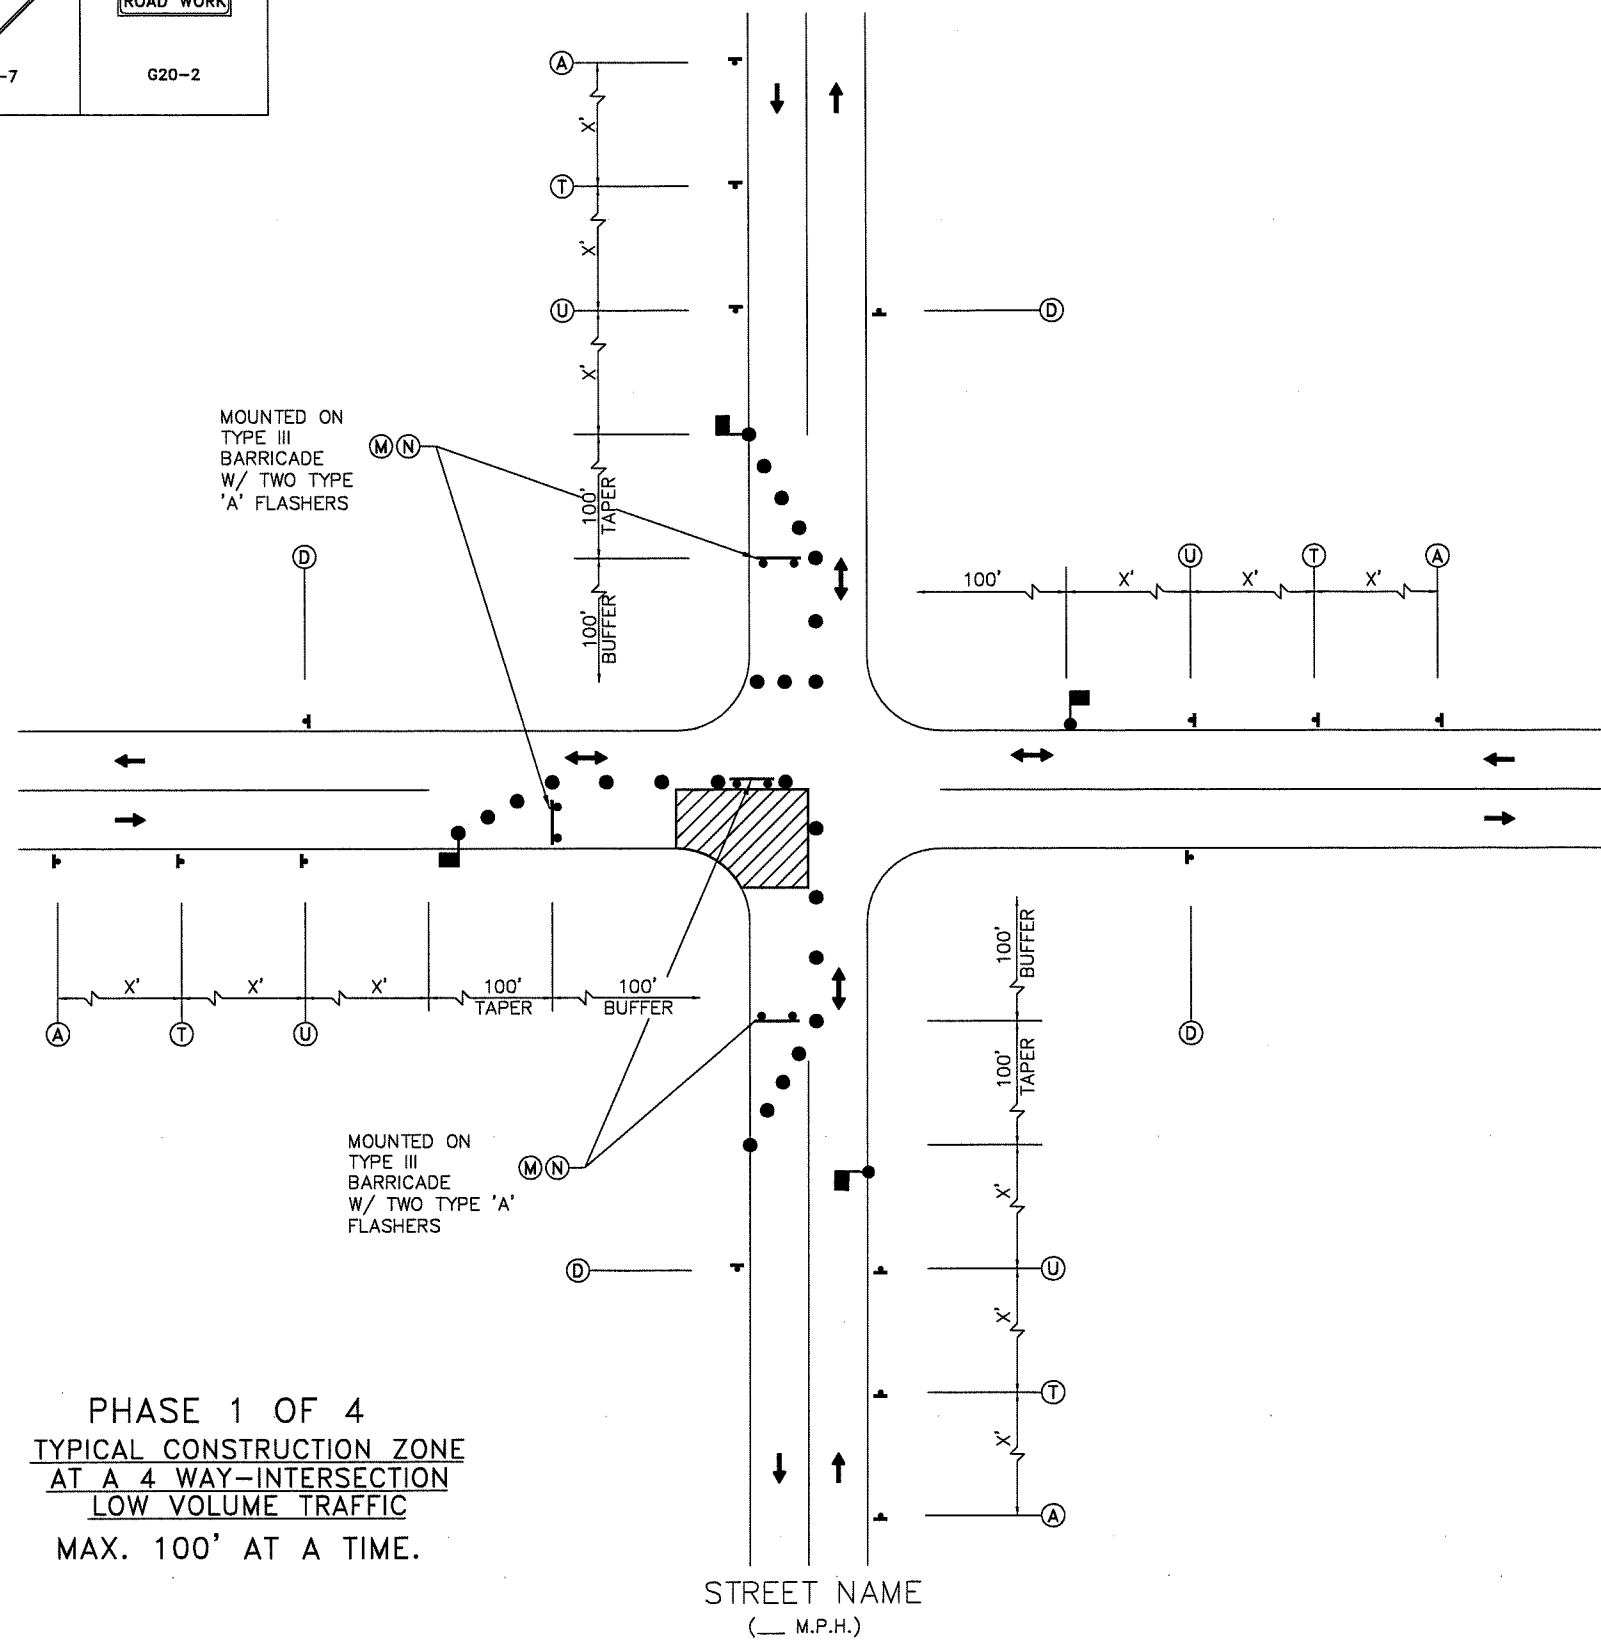 ROAD WORK
-7
G20-2
A
X'
T
X'
U
D
X'
MOUNTED ON
TYPE III
BARRICADE
W/ TWO TYPE
'A' FLASHERS
M N
100'
TAPER
100'
BUFFER
D
U T A
100' X' X' X'
100'
BUFFER
100'
TAPER
X' X' X' 100' 100'
TAPER BUFFER
A T U
D
MOUNTED ON
TYPE III
BARRICADE
W/ TWO TYPE 'A'
FLASHERS
M N
X'
D
U
X'
T
X'
A
PHASE 1 OF 4
TYPICAL CONSTRUCTION ZONE
AT A 4 WAY-INTERSECTION
LOW VOLUME TRAFFIC
MAX. 100' AT A TIME.
STREET NAME
(__ M.P.H.)